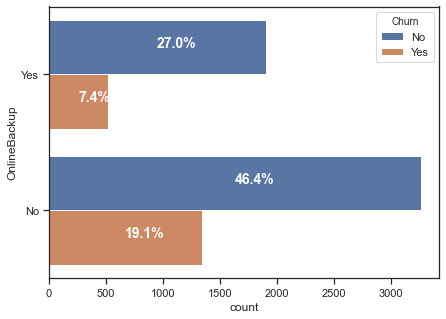 Churn
No
Yes
27.0%
7.4%
46.4%
19.1%
Yes
No
OnlineBackup
0 500 1000 1500 2000 2500 3000
count